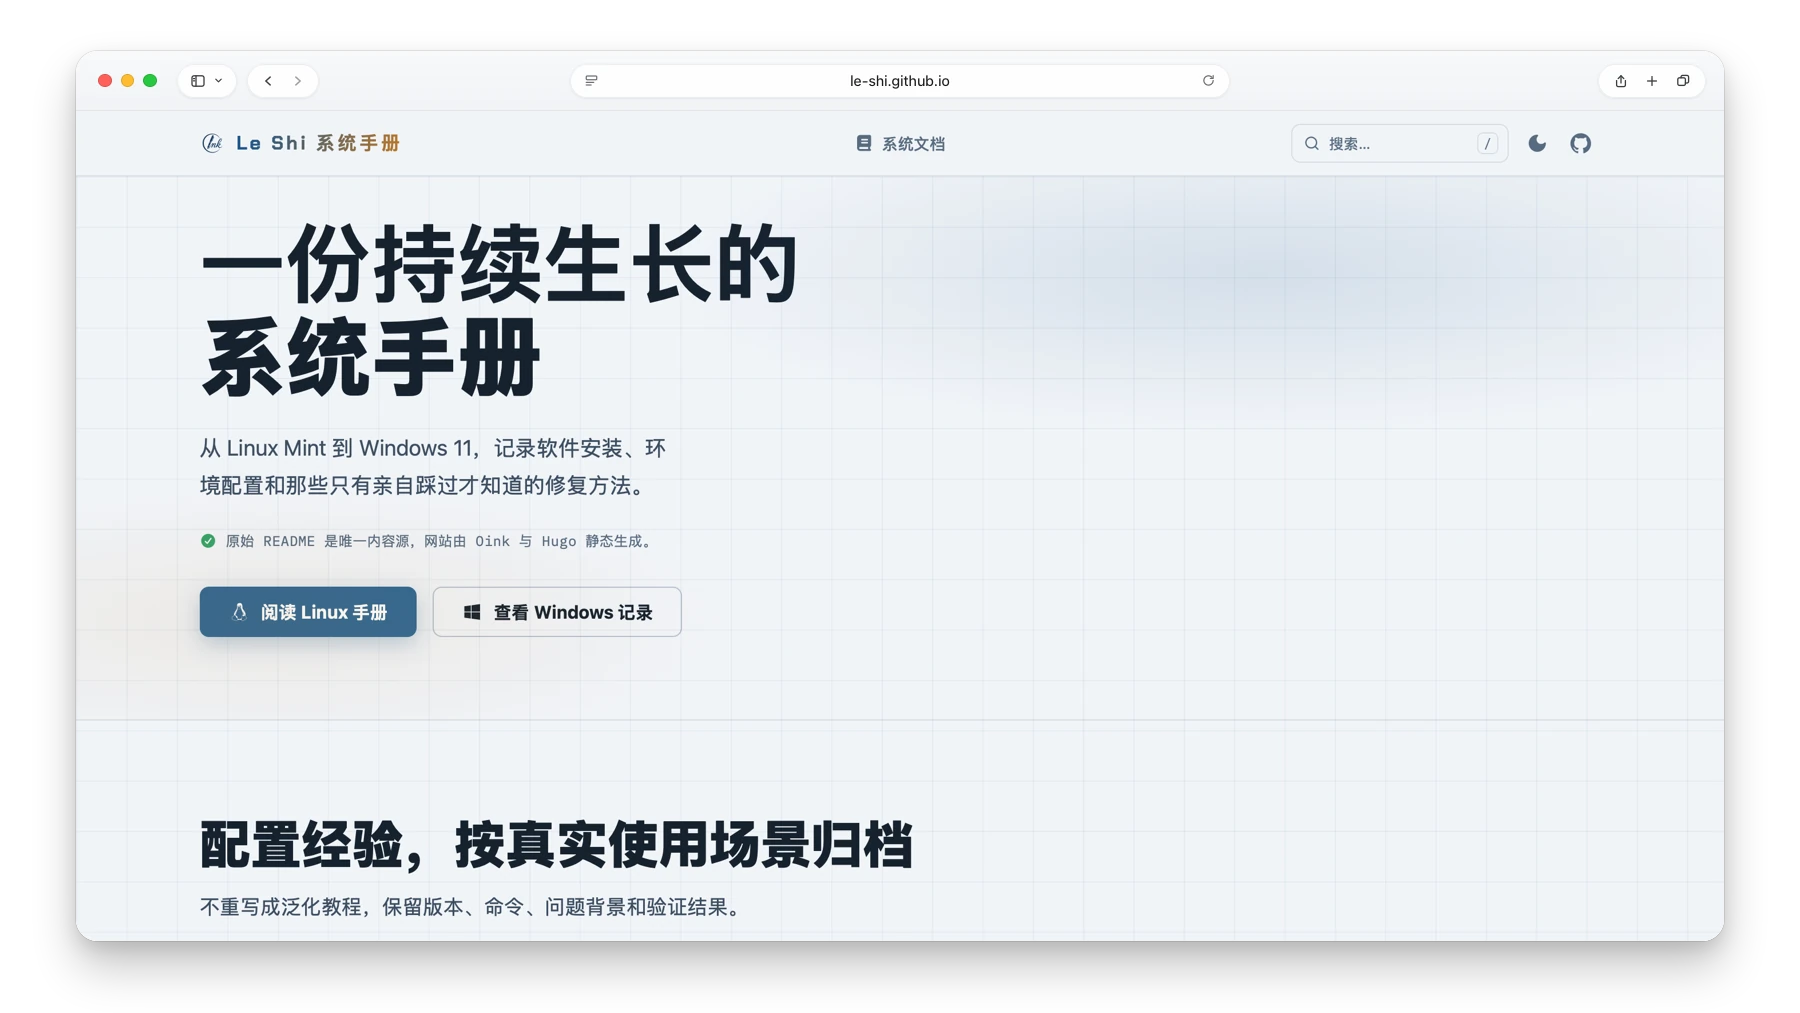 le-shi.github.io
Le Shi 系统手册
系统文档
搜索...
/
一份持续生长的
系统手册
从 Linux Mint 到 Windows 11，记录软件安装、环
境配置和那些只有亲自踩过才知道的修复方法。
原始 README 是唯一内容源，网站由 Oink 与 Hugo 静态生成。
阅读 Linux 手册
查看 Windows 记录
配置经验，按真实使用场景归档
不重写成泛化教程，保留版本、命令、问题背景和验证结果。